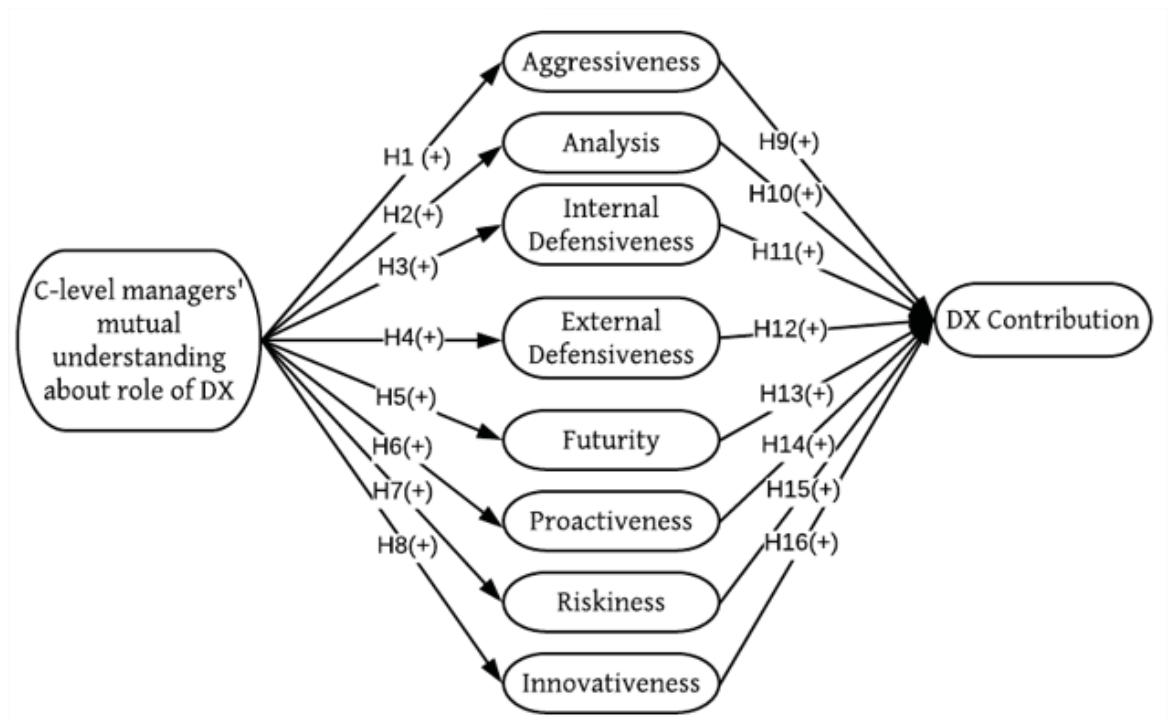 Aggressiveness
Analysis
Internal
Defensiveness
External
Defensiveness
Futurity
Proactiveness
Riskiness
Innovativeness
C-level managers'
mutual
understanding
about role of DX
DX Contribution
H1 (+)
H2(+)
H3(+)
H4(+)
H5(+)
H6(+)
H7(+)
H8(+)
H9(+)
H10(+)
H11(+)
H12(+)
H13(+)
H14(+)
H15(+)
H16(+)